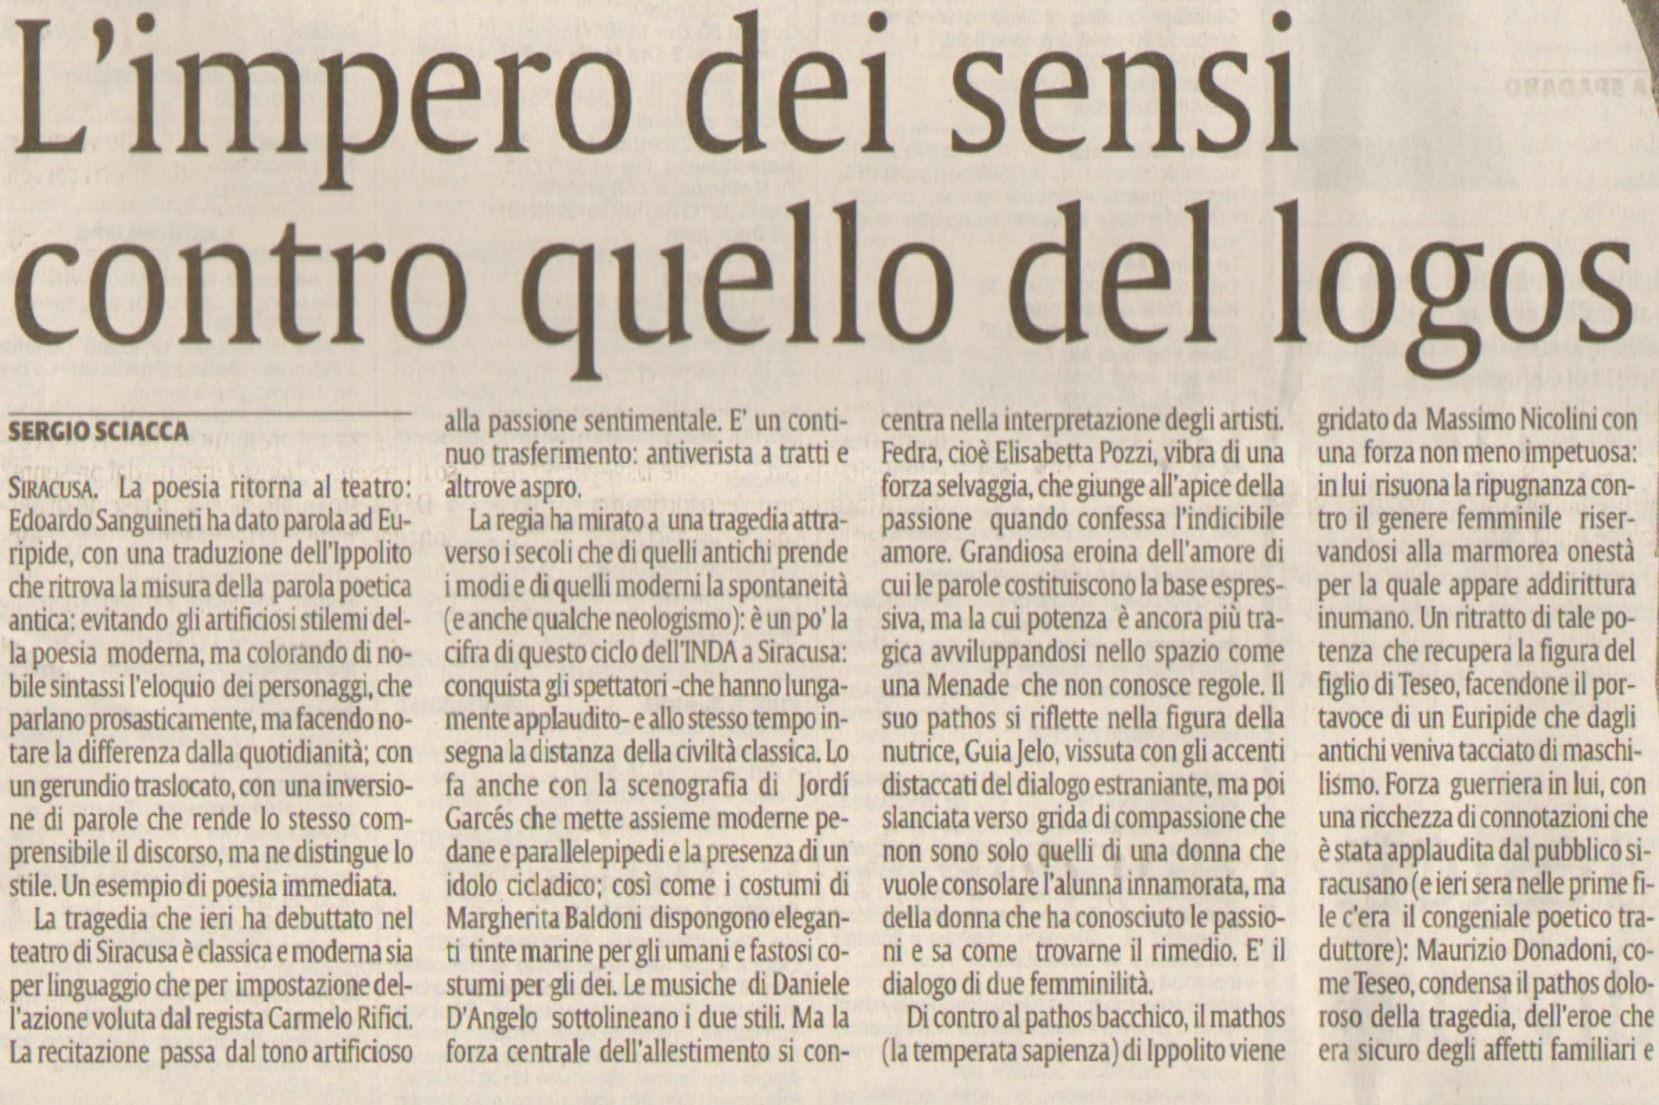 L'impero dei sensi
contro quello del logos
SERGIO SCIACCA
SIRACUSA. La poesia ritorna al teatro:
Edoardo Sanguineti ha dato parola ad Eu-
ripide, con una traduzione dell'Ippolito
che ritrova la misura della parola poetica
antica: evitando gli artificiosi stilemi del-
la poesia moderna, ma colorando di no-
bile sintassi l'eloquio dei personaggi, che
parlano prosasticamente, ma facendo no-
tare la differenza dalla quotidianità; con
un gerundio traslocato, con una inversio-
ne di parole che rende lo stesso com-
prensibile il discorso, ma ne distingue lo
stile. Un esempio di poesia immediata.
La tragedia che ieri ha debuttato nel
teatro di Siracusa è classica e moderna sia
per linguaggio che per impostazione del-
l'azione voluta dal regista Carmelo Rifici.
La recitazione passa dal tono artificioso
alla passione sentimentale. E' un conti-
nuo trasferimento: antiverista a tratti e
altrove aspro.
La regia ha mirato a una tragedia attra-
verso i secoli che di quelli antichi prende
i modi e di quelli moderni la spontaneità
(e anche qualche neologismo): è un po' la
cifra di questo ciclo dell'INDA a Siracusa:
conquista gli spettatori -che hanno lunga-
mente applaudito- e allo stesso tempo in-
segna la distanza della civiltà classica. Lo
fa anche con la scenografia di Jordí
Garcés che mette assieme moderne pe-
dane e parallelepipedi e la presenza di un
idolo cicladico; così come i costumi di
Margherita Baldoni dispongono elegan-
ti tinte marine per gli umani e fastosi co-
stumi per gli dei. Le musiche di Daniele
D'Angelo sottolineano i due stili. Ma la
forza centrale dell'allestimento si con-
centra nella interpretazione degli artisti.
Fedra, cioè Elisabetta Pozzi, vibra di una
forza selvaggia, che giunge all'apice della
passione quando confessa l'indicibile
amore. Grandiosa eroina dell'amore di
cui le parole costituiscono la base espres-
siva, ma la cui potenza è ancora più tra-
gica avviluppandosi nello spazio come
una Menade che non conosce regole. Il
suo pathos si riflette nella figura della
nutrice, Guia Jelo, vissuta con gli accenti
distaccati del dialogo estraniante, ma poi
slanciata verso grida di compassione che
non sono solo quelli di una donna che
vuole consolare l'alunna innamorata, ma
della donna che ha conosciuto le passio-
ni e sa come trovarne il rimedio. E' il
dialogo di due femminilità.
Di contro al pathos bacchico, il mathos
(la temperata sapienza) di Ippolito viene
gridato da Massimo Nicolini con
una forza non meno impetuosa:
in lui risuona la ripugnanza con-
tro il genere femminile riser-
vandosi alla marmorea onestà
per la quale appare addirittura
inumano. Un ritratto di tale po-
tenza che recupera la figura del
figlio di Teseo, facendone il por-
tavoce di un Euripide che dagli
antichi veniva tacciato di maschi-
lismo. Forza guerriera in lui, con
una ricchezza di connotazioni che
è stata applaudita dal pubblico si-
racusano (e ieri sera nelle prime fi-
le c'era il congeniale poetico tra-
duttore): Maurizio Donadoni, co-
me Teseo, condensa il pathos dolo-
roso della tragedia, dell'eroe che
era sicuro degli affetti familiari e